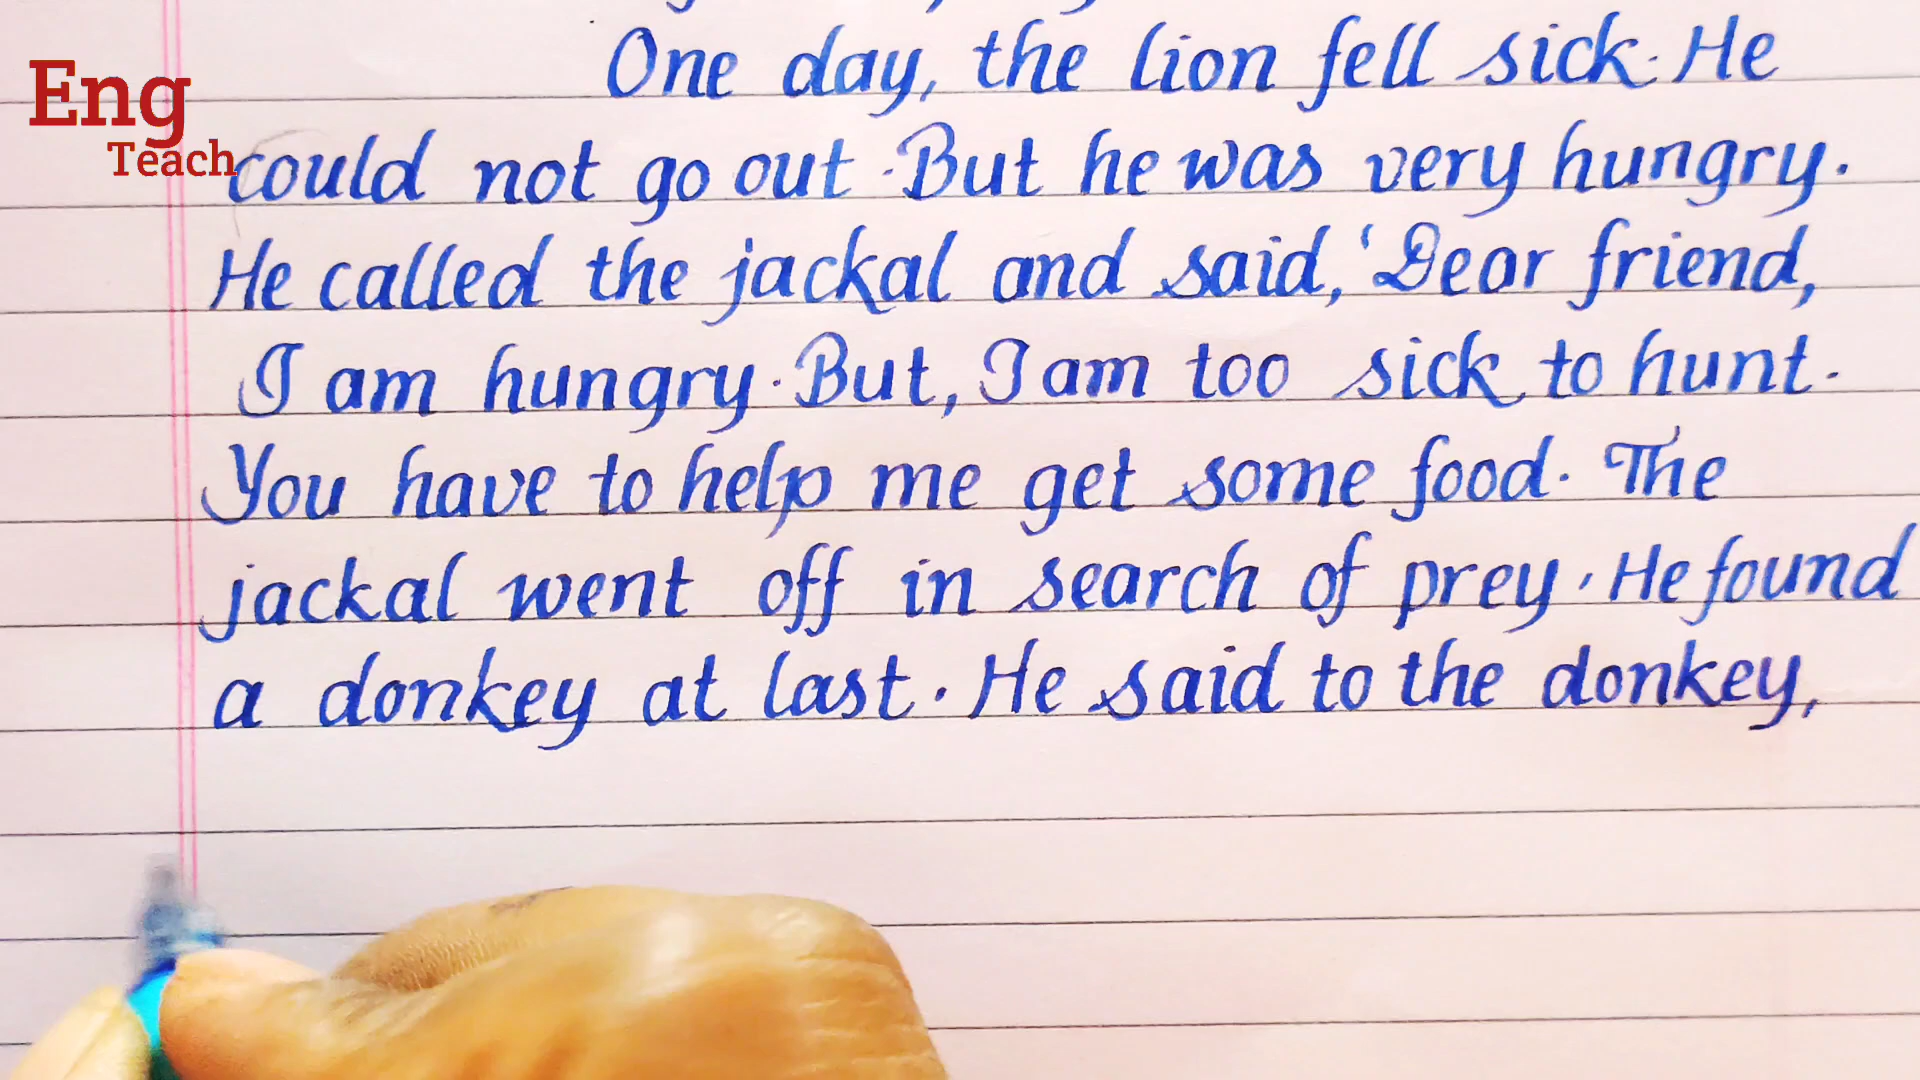 One day, the lion fell sick. He
Eng
Teach
could not go out. But he was very hungry.
He called the jackal and said, 'Dear friend,
I am hungry. But, I am too sick to hunt.
You have to help me get some food. The
jackal went off in search of prey. He found
a donkey at last. He said to the donkey,